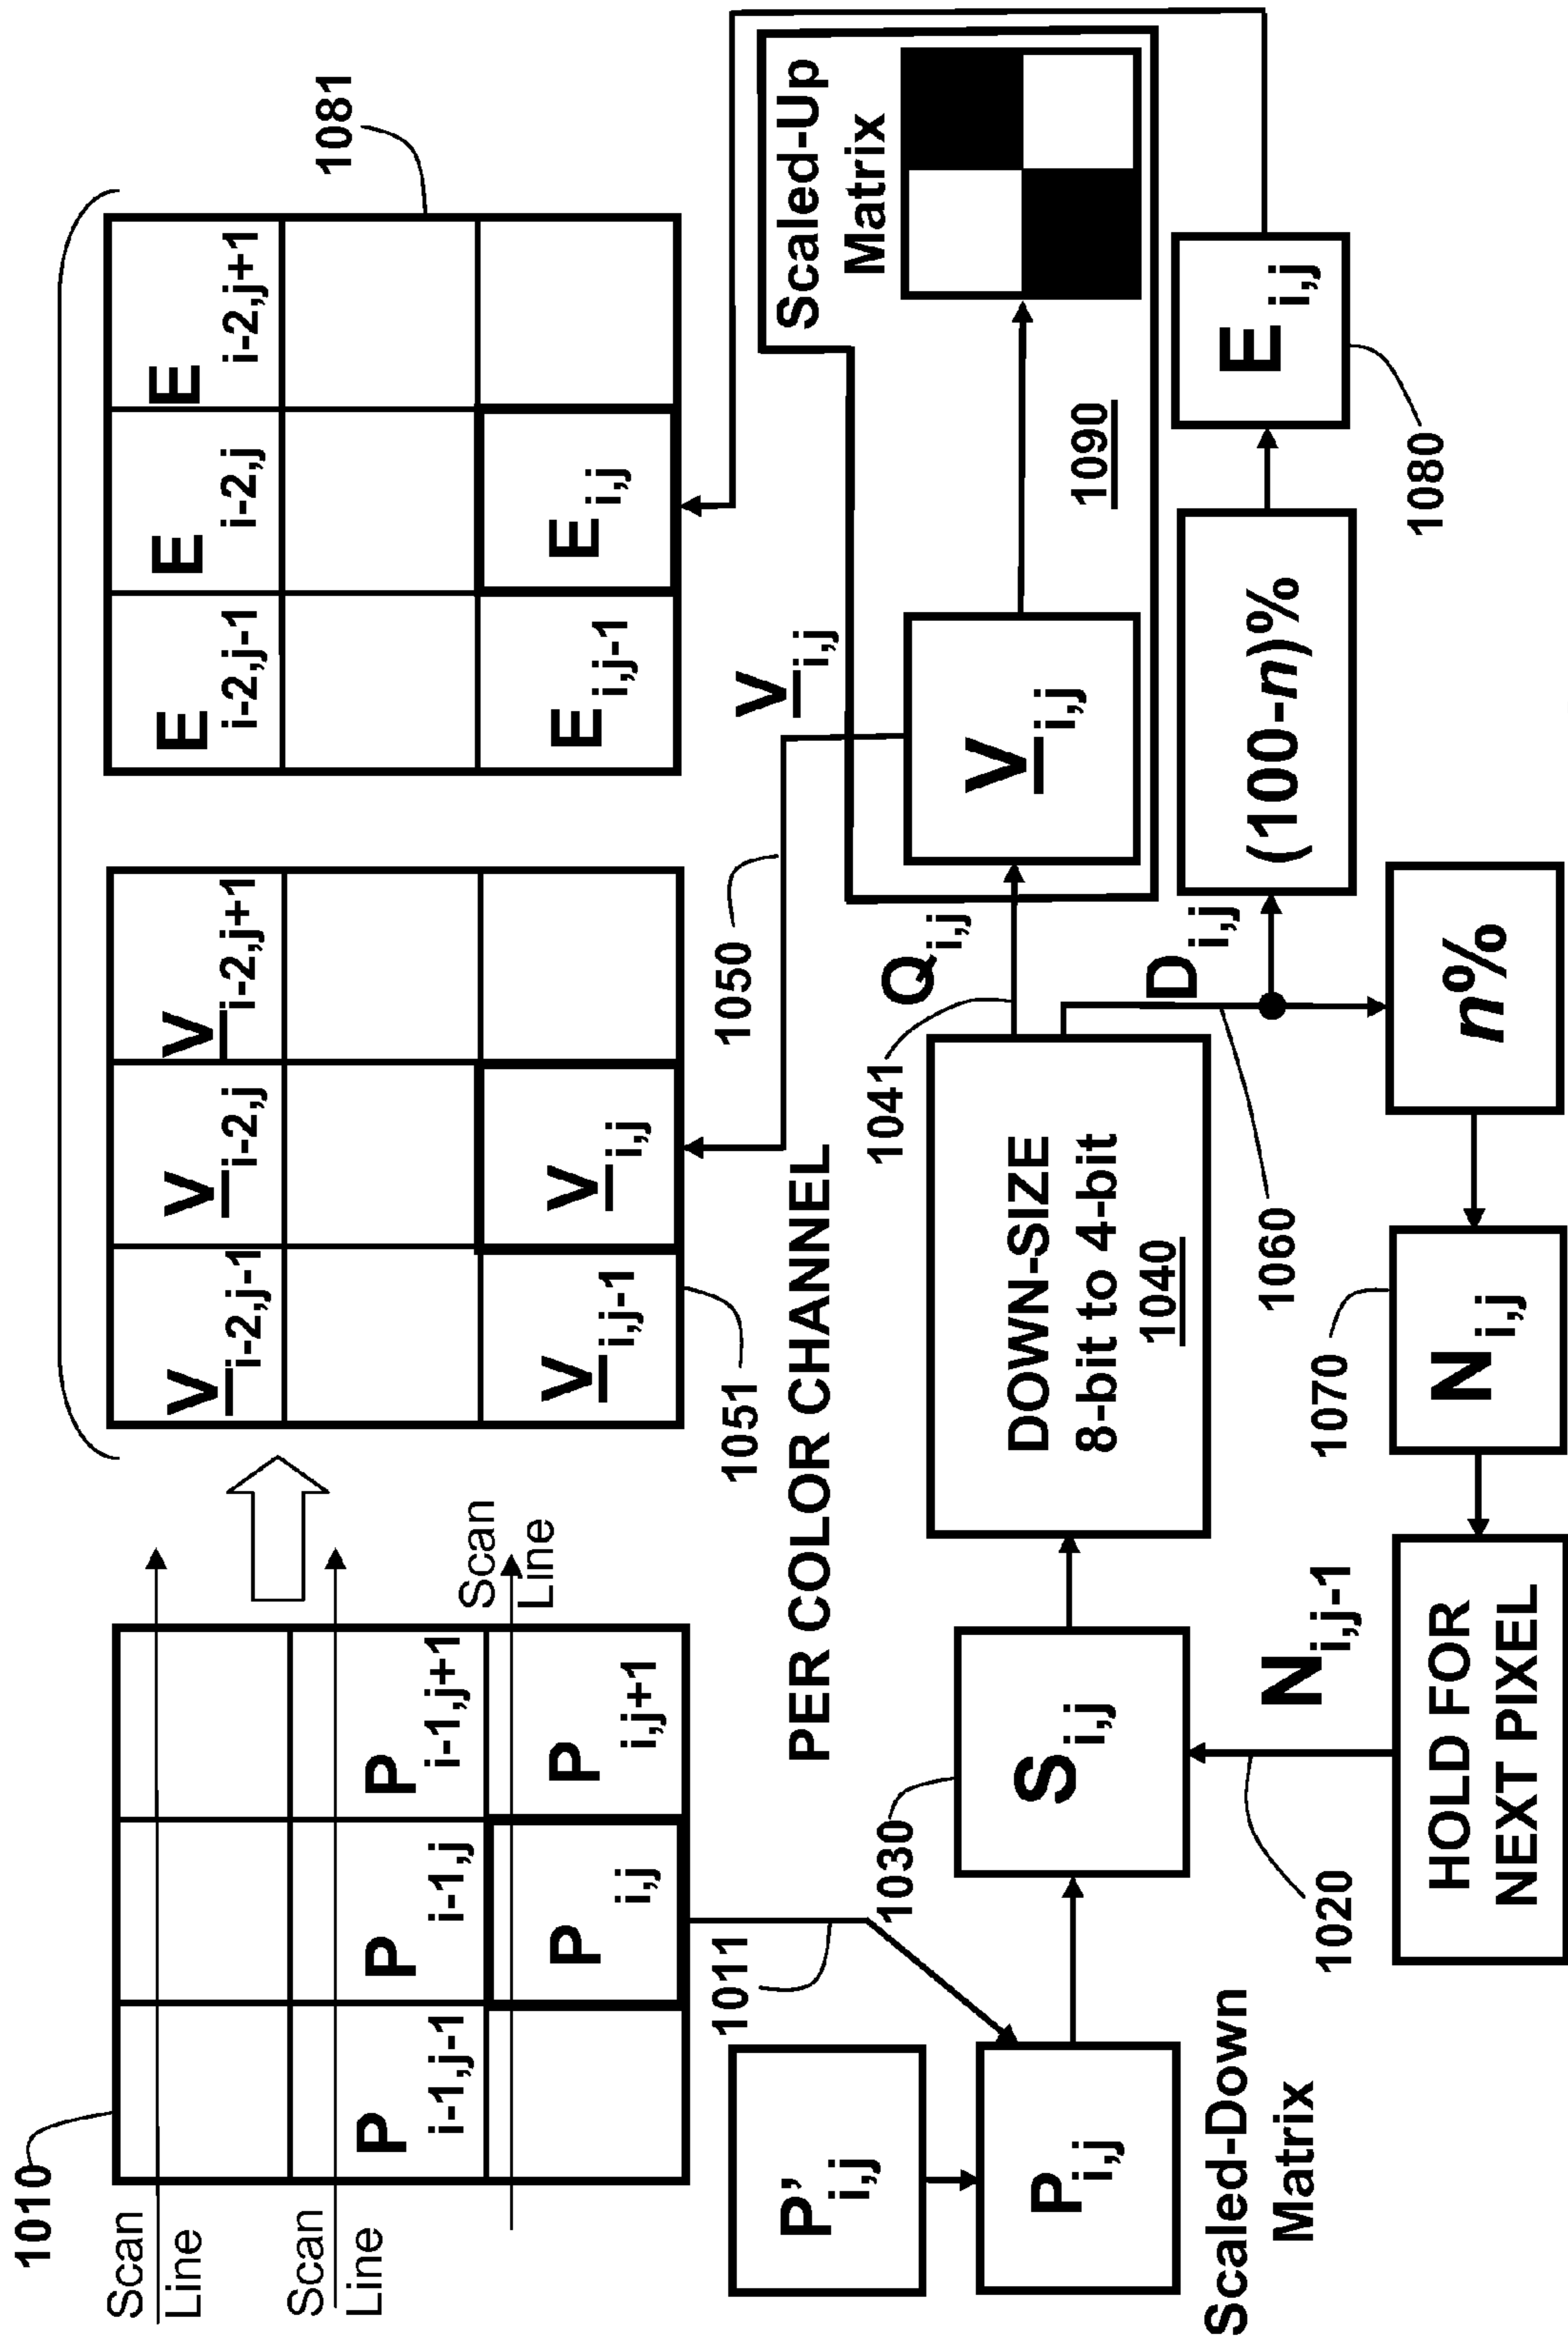 1010
Scan
Line
Scan
Line
Scan
Line
P i-1,j-1
P i-1,j
P i-1,j+1
P i,j
P i,j+1
V i-2,j-1
V i-2,j
V i-2,j+1
V i,j-1
V i,j
1051
E i-2,j-1
E i-2,j
E i-2,j+1
E i,j-1
E i,j
1081
1011
PER COLOR CHANNEL
1050
V i,j
P' i,j
P i,j
Scaled-Down
Matrix
1030
S i,j
1020
N i,j-1
DOWN-SIZE
8-bit to 4-bit
1040
1041
Q i,j
V i,j
1090
Scaled-Up
Matrix
1060
D i,j
(100-n)%
E i,j
1080
n%
1070
N i,j
HOLD FOR
NEXT PIXEL